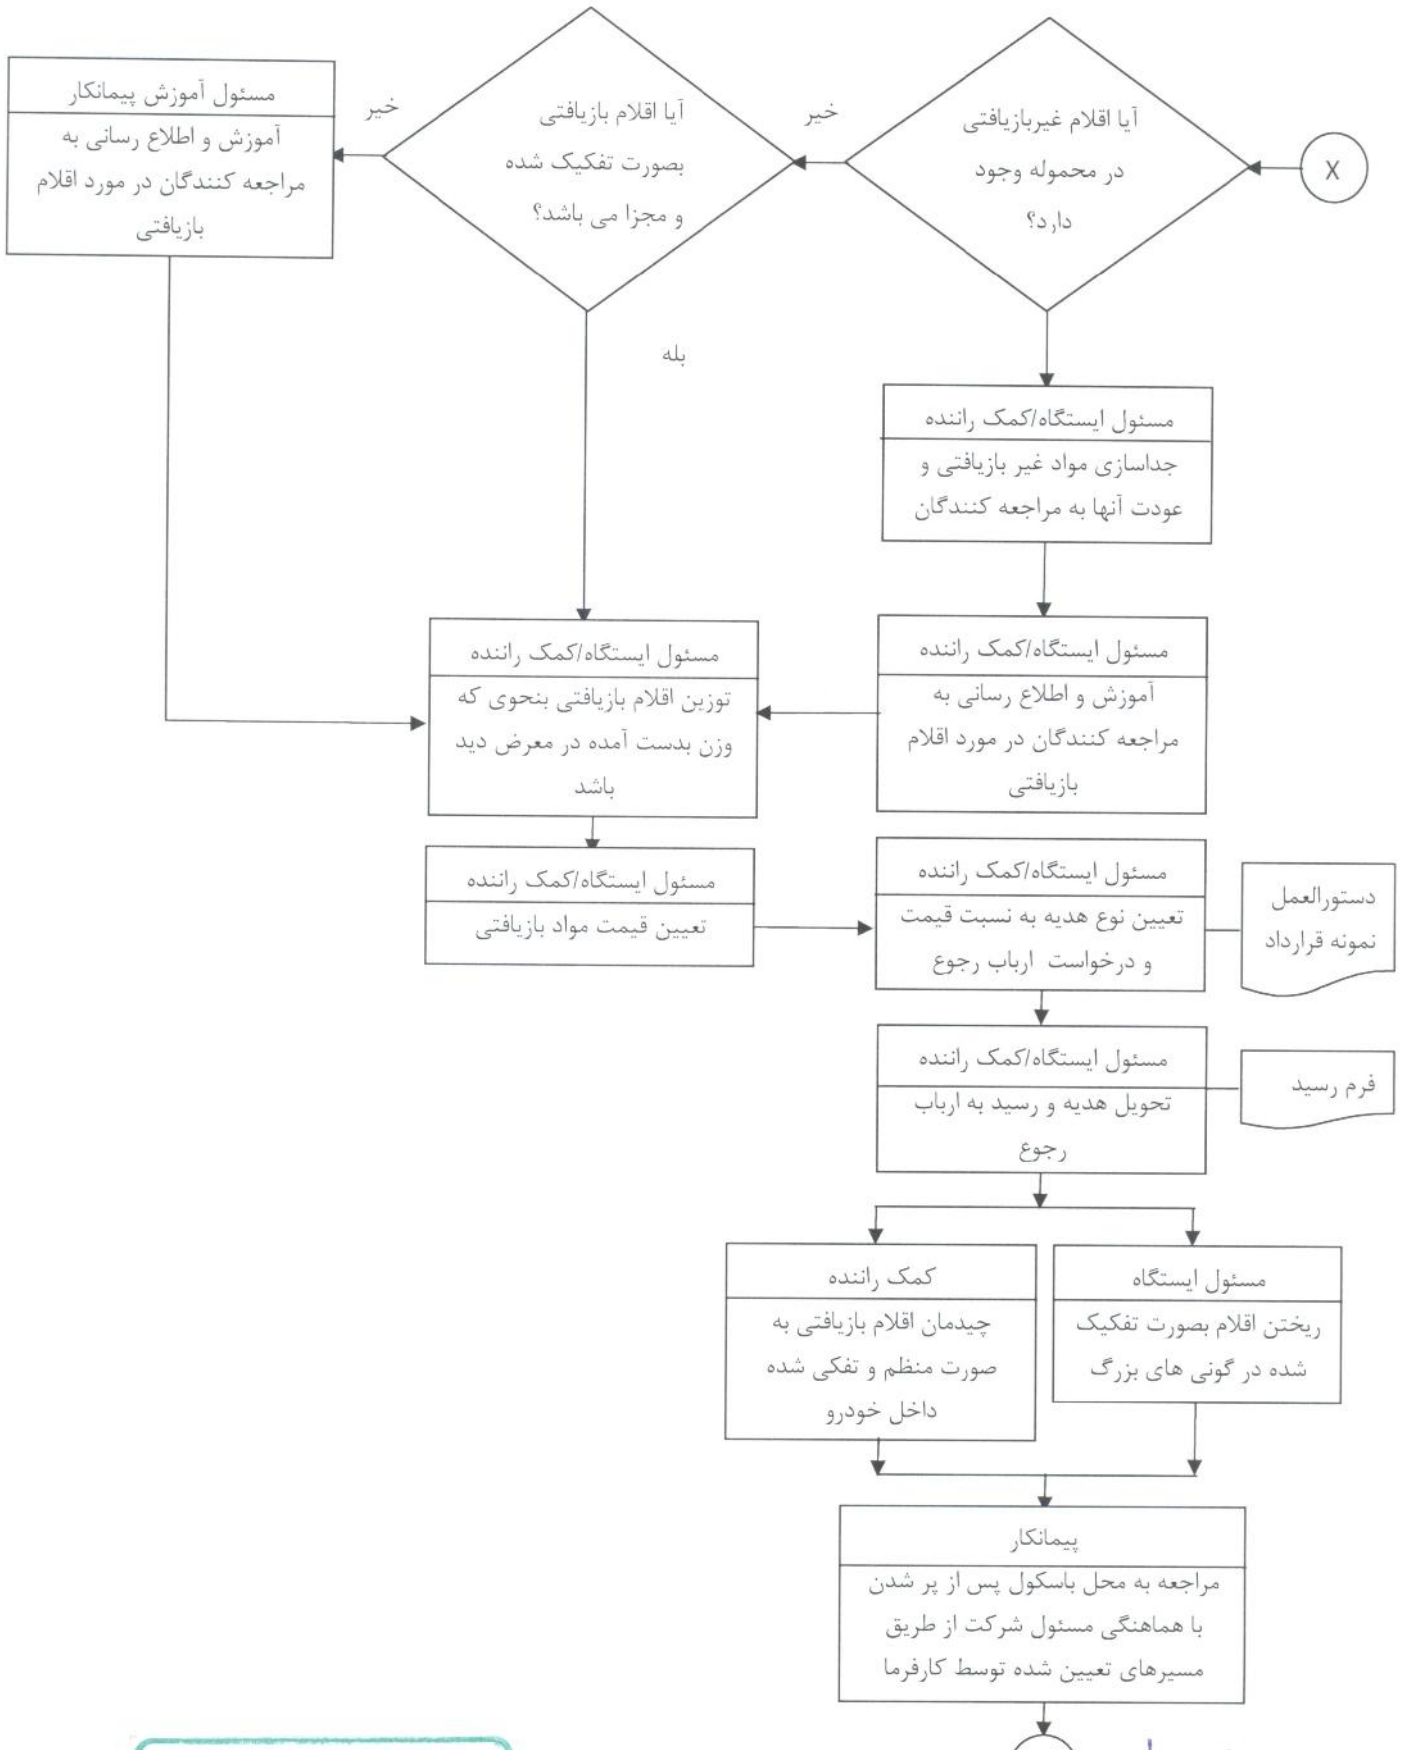 X
آیا اقلام غیربازیافتی
در محموله وجود
دارد؟
خیر
آیا اقلام بازیافتی
بصورت تفکیک شده
و مجزا می باشد؟
خیر
مسئول آموزش پیمانکار
آموزش و اطلاع رسانی به
مراجعه کنندگان در مورد اقلام
بازیافتی
بله
مسئول ایستگاه/کمک راننده
جداسازی مواد غیر بازیافتی و
عودت آنها به مراجعه کنندگان
مسئول ایستگاه/کمک راننده
آموزش و اطلاع رسانی به
مراجعه کنندگان در مورد اقلام
بازیافتی
مسئول ایستگاه/کمک راننده
توزین اقلام بازیافتی بنحوی که
وزن بدست آمده در معرض دید
باشد
مسئول ایستگاه/کمک راننده
تعیین قیمت مواد بازیافتی
مسئول ایستگاه/کمک راننده
تعیین نوع هدیه به نسبت قیمت
و درخواست ارباب رجوع
دستورالعمل
نمونه قرارداد
مسئول ایستگاه/کمک راننده
تحویل هدیه و رسید به ارباب
رجوع
فرم رسید
مسئول ایستگاه
ریختن اقلام بصورت تفکیک
شده در گونی های بزرگ
کمک راننده
چیدمان اقلام بازیافتی به
صورت منظم و تفکی شده
داخل خودرو
پیمانکار
مراجعه به محل باسکول پس از پر شدن
با هماهنگی مسئول شرکت از طریق
مسیرهای تعیین شده توسط کارفرما